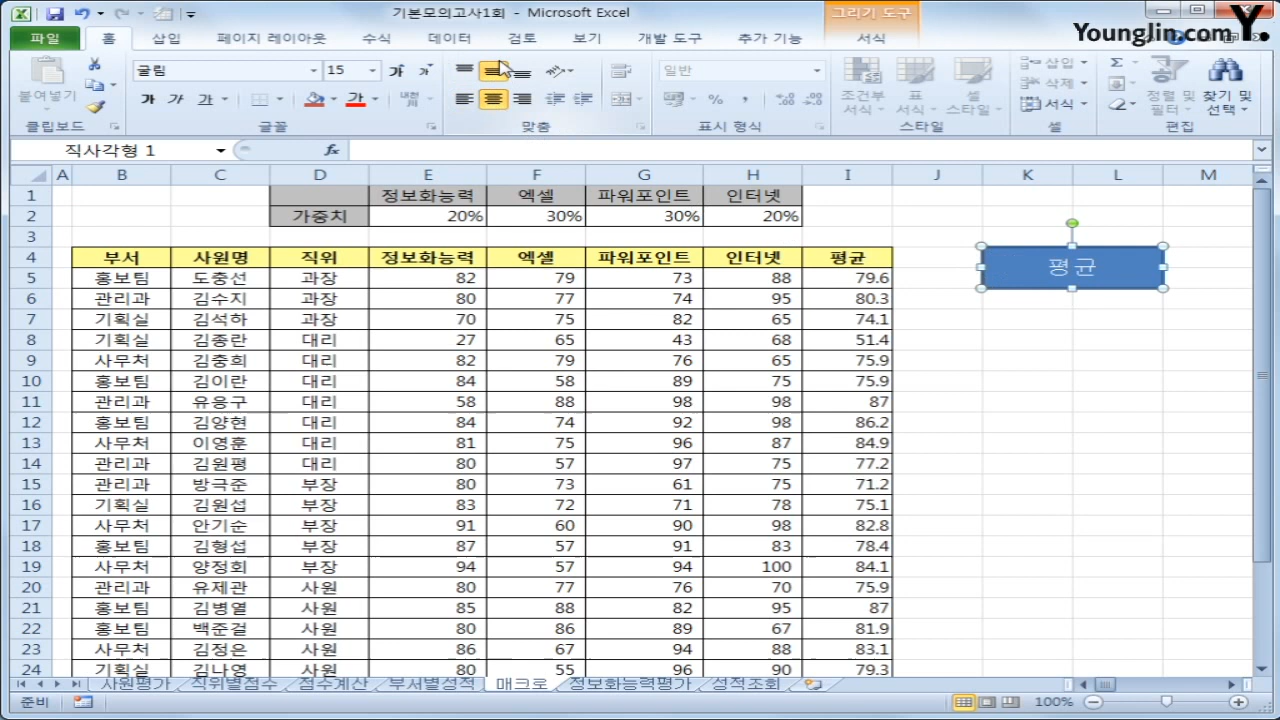 기본모의고사1회 - Microsoft Excel
그리기 도구
Younglin.com Y.
파일 홈 삽입 페이지 레이아웃 수식 데이터 검토 보기 개발 도구 추가 기능 서식
붙여넣기
굴림 15
가 가 가
일반
조건부 서식
표 서식
셀 스타일
삽입
삭제
서식
정렬 및 필터
찾기 및 선택
클립보드 글꼴 맞춤 표시 형식 스타일 셀 편집
직사각형 1 fx
A B C D E F G H I J K L M
1 정보화능력 엑셀 파워포인트 인터넷
2 가중치 20% 30% 30% 20%
3
4 부서 사원명 직위 정보화능력 엑셀 파워포인트 인터넷 평균
평균
5 홍보팀 도충선 과장 82 79 73 88 79.6
6 관리과 김수지 과장 80 77 74 95 80.3
7 기획실 김석하 과장 70 75 82 65 74.1
8 기획실 김종란 대리 27 65 43 68 51.4
9 사무처 김충희 대리 82 79 76 65 75.9
10 홍보팀 김이란 대리 84 58 89 75 75.9
11 관리과 유응구 대리 58 88 98 98 87
12 홍보팀 김양현 대리 84 74 92 98 86.2
13 사무처 이영훈 대리 81 75 96 87 84.9
14 관리과 김원평 대리 80 57 97 75 77.2
15 관리과 방극준 부장 80 73 61 75 71.2
16 기획실 김원섭 부장 83 72 71 78 75.1
17 사무처 안기순 부장 91 60 90 98 82.8
18 홍보팀 김형섭 부장 87 57 91 83 78.4
19 사무처 양정회 부장 94 57 94 100 84.1
20 관리과 유제관 사원 80 77 76 70 75.9
21 홍보팀 김병열 사원 85 88 82 95 87
22 홍보팀 백준걸 사원 80 86 89 67 81.9
23 사무처 김정은 사원 86 67 94 88 83.1
24 기획실 김나영 사원 80 55 96 90 79.3
사원평가 직위별점수 점수계산 부서별성적 매크로 정보화능력평가 성적조회
준비 100%